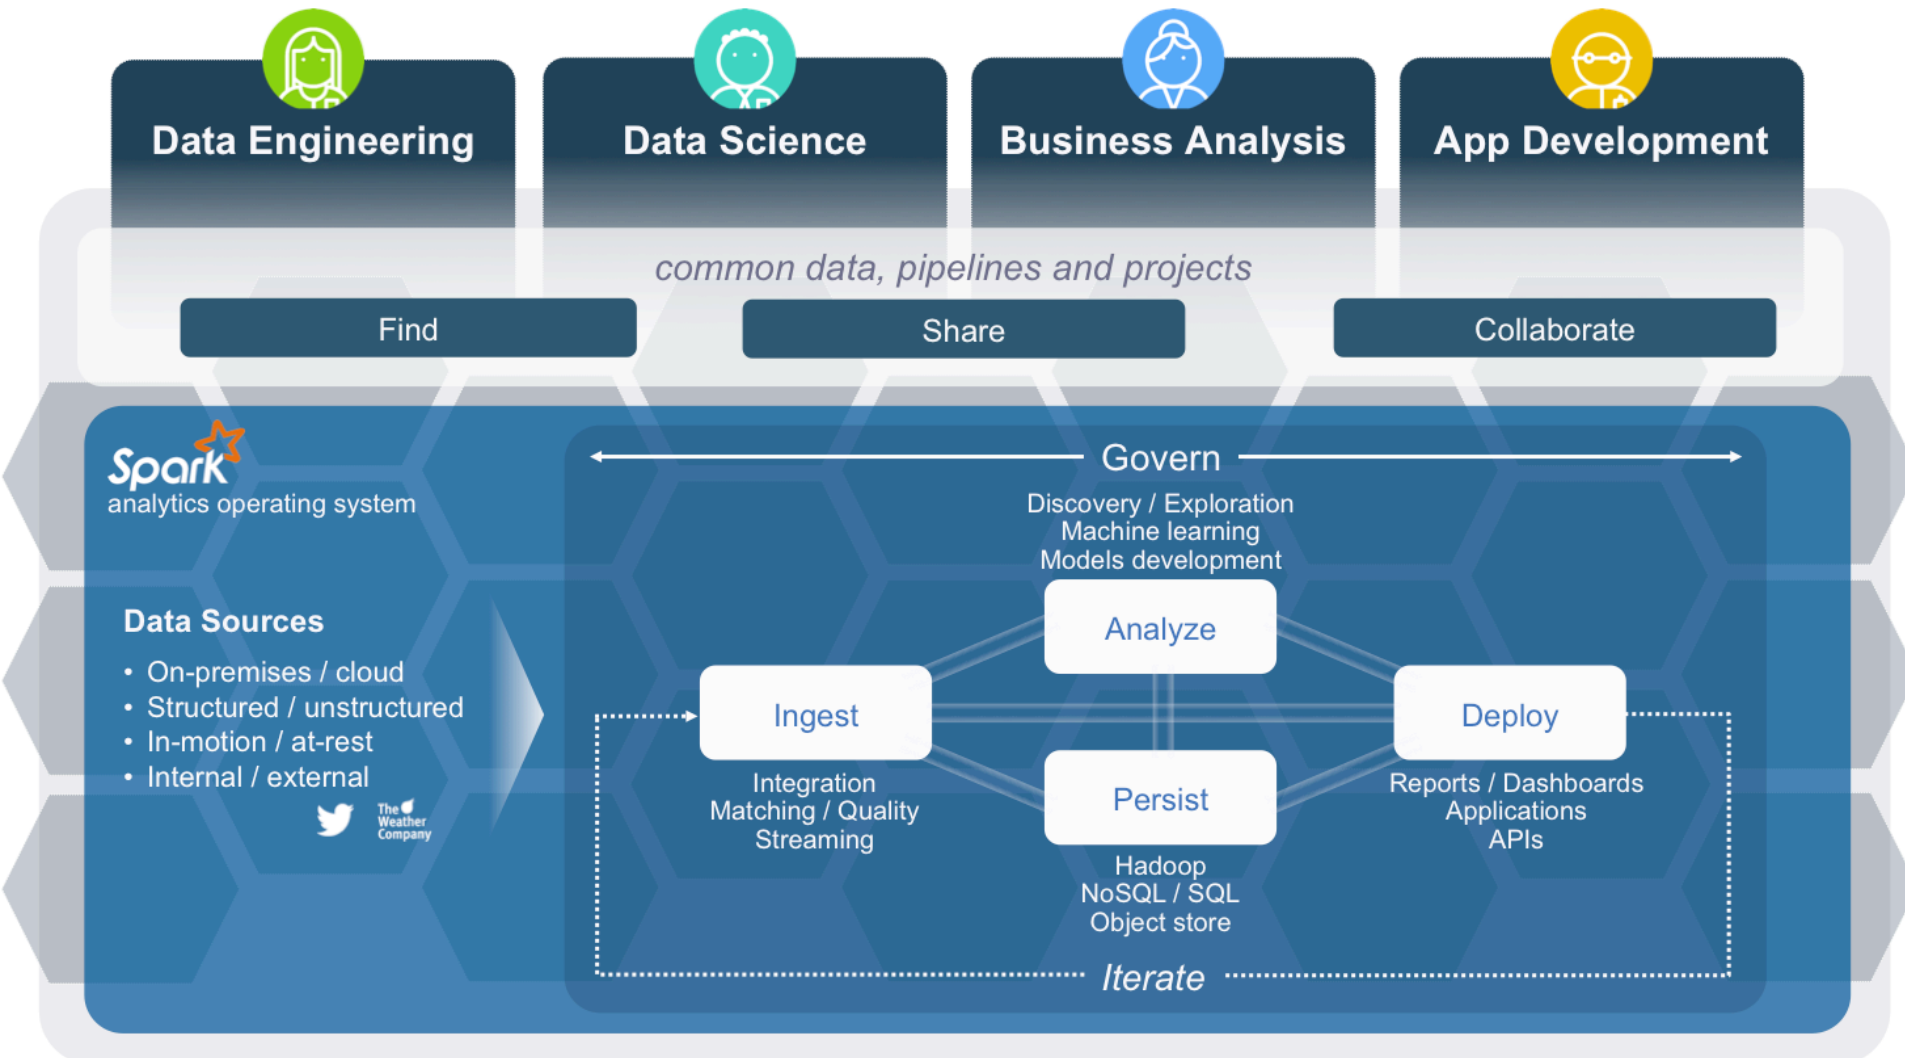 Data Engineering
Data Science
Business Analysis
App Development
common data, pipelines and projects
Find
Share
Collaborate
Spark
analytics operating system
Data Sources
• On-premises / cloud
• Structured / unstructured
• In-motion / at-rest
• Internal / external
The
Weather
Company
Govern
Discovery / Exploration
Machine learning
Models development
Analyze
Ingest
Integration
Matching / Quality
Streaming
Persist
Hadoop
NoSQL / SQL
Object store
Deploy
Reports / Dashboards
Applications
APIs
Iterate